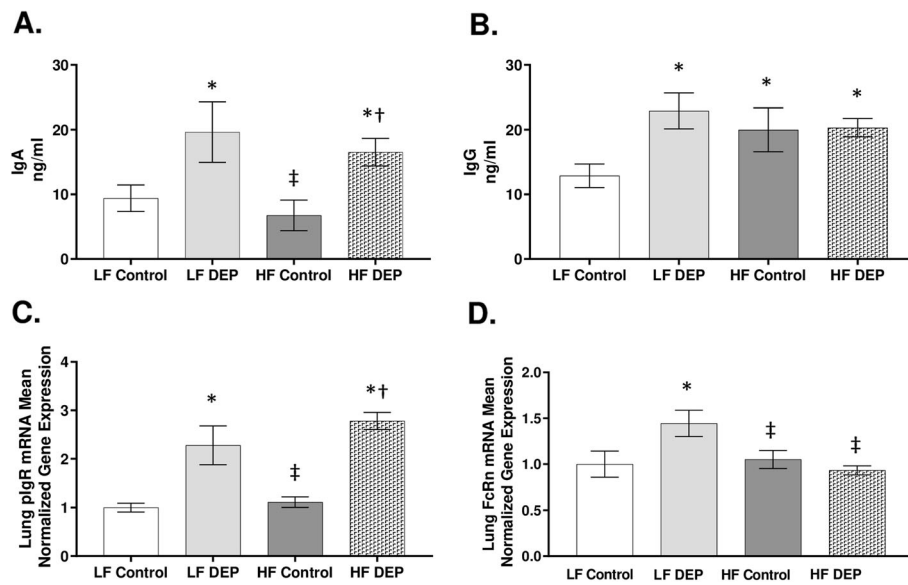 A.
30
20
10
0
IgA
ng/ml
*
‡
*†
LF Control LF DEP HF Control HF DEP
B.
30
20
10
0
IgG
ng/ml
*
*
*
LF Control LF DEP HF Control HF DEP
C.
4
3
2
1
0
Lung pIgR mRNA Mean
Normalized Gene Expression
*
‡
*†
LF Control LF DEP HF Control HF DEP
D.
2.0
1.5
1.0
0.5
0.0
Lung FcRn mRNA Mean
Normalized Gene Expression
*
‡
‡
LF Control LF DEP HF Control HF DEP